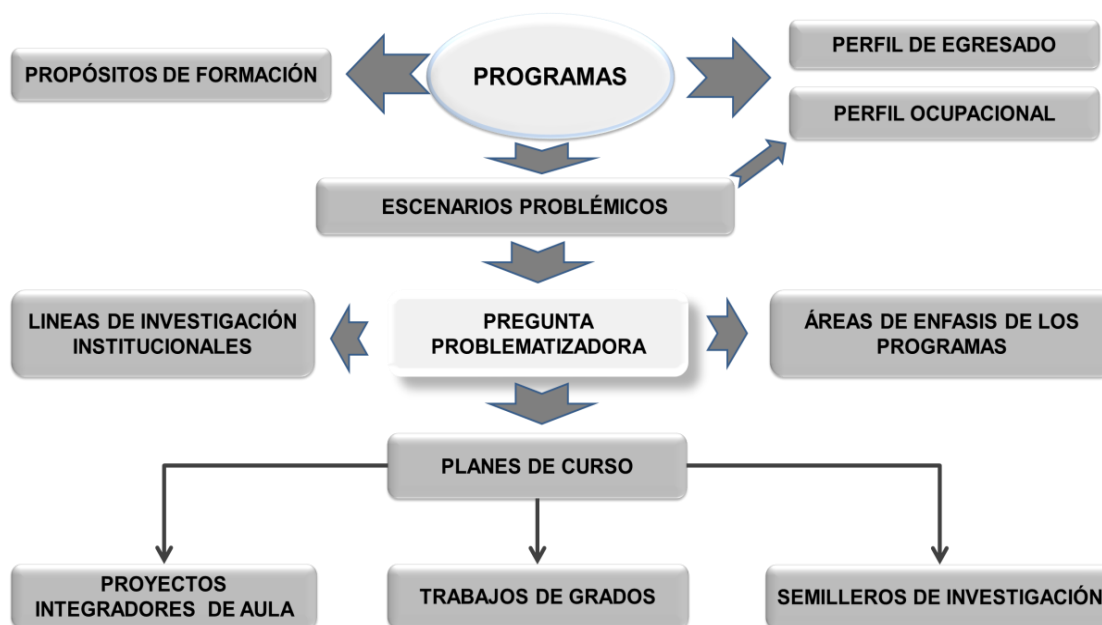 PROPÓSITOS DE FORMACIÓN
PROGRAMAS
PERFIL DE EGRESADO
PERFIL OCUPACIONAL
ESCENARIOS PROBLÉMICOS
LINEAS DE INVESTIGACIÓN
INSTITUCIONALES
PREGUNTA
PROBLEMATIZADORA
ÁREAS DE ENFASIS DE LOS
PROGRAMAS
PLANES DE CURSO
PROYECTOS
INTEGRADORES DE AULA
TRABAJOS DE GRADOS
SEMILLEROS DE INVESTIGACIÓN